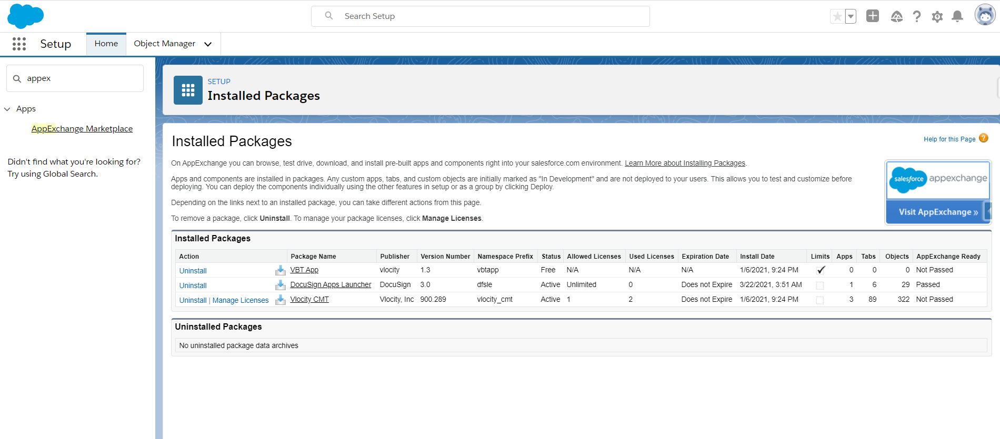 Search Setup
Setup
Home
Object Manager
appex
Apps
AppExchange Marketplace
Didn't find what you're looking for?
Try using Global Search.
SETUP
Installed Packages
Installed Packages
Help for this Page
On AppExchange you can browse, test drive, download, and install pre-built apps and components right into your salesforce.com environment. Learn More about Installing Packages.
Apps and components are installed in packages. Any custom apps, tabs, and custom objects are initially marked as "In Development" and are not deployed to your users. This allows you to test and customize before
deploying. You can deploy the components individually using the other features in setup or as a group by clicking Deploy.
Depending on the links next to an installed package, you can take different actions from this page.
To remove a package, click Uninstall. To manage your package licenses, click Manage Licenses.
salesforce appexchange
Visit AppExchange »
Installed Packages
Action Package Name Publisher Version Number Namespace Prefix Status Allowed Licenses Used Licenses Expiration Date Install Date Limits Apps Tabs Objects AppExchange Ready
Uninstall VBT App vlocity 1.3 vbtapp Free N/A N/A N/A 1/6/2021, 9:24 PM 0 0 0 Not Passed
Uninstall DocuSign Apps Launcher DocuSign 3.0 dfsle Active Unlimited 0 Does not Expire 3/22/2021, 3:51 AM 1 6 29 Passed
Uninstall | Manage Licenses Vlocity CMT Vlocity, Inc 900.289 vlocity_cmt Active 1 2 Does not Expire 1/6/2021, 9:24 PM 3 89 322 Not Passed
Uninstalled Packages
No uninstalled package data archives